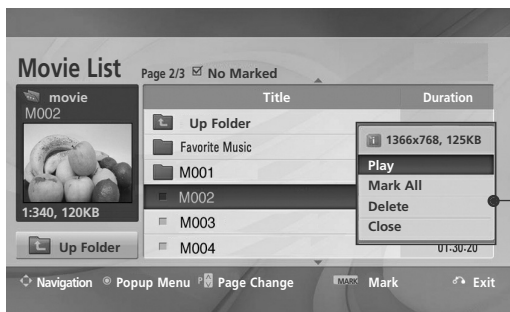 Movie List Page 2/3 No Marked
movie
M002
1:340, 120KB
Up Folder
Title Duration
Up Folder
Favorite Music
M001
M002
M003
M004 01:30:20
1366x768, 125KB
Play
Mark All
Delete
Close
Navigation Popup Menu P Page Change MARK Mark Exit